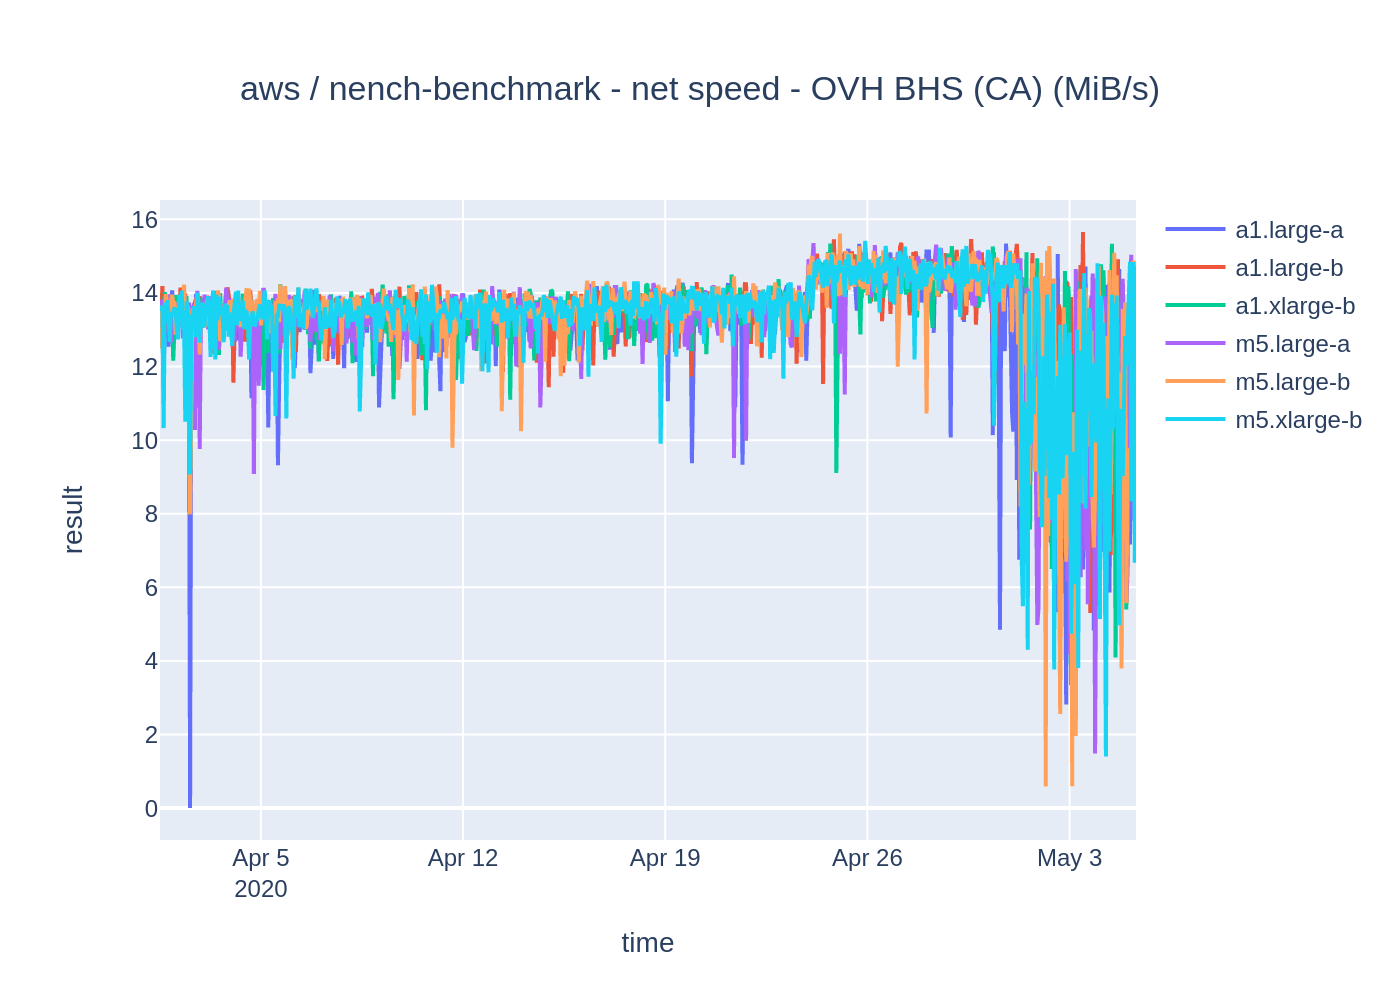 aws / nench-benchmark - net speed - OVH BHS (CA) (MiB/s)
16
14
12
10
8
6
4
2
0
result
Apr 5
2020
Apr 12
Apr 19
Apr 26
May 3
time
a1.large-a
a1.large-b
a1.xlarge-b
m5.large-a
m5.large-b
m5.xlarge-b